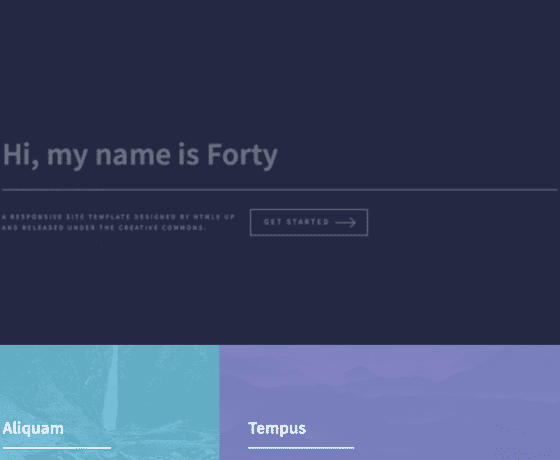 Hi, my name is Forty
A RESPONSIVE SITE TEMPLATE DESIGNED BY HTML5 UP
AND RELEASED UNDER THE CREATIVE COMMONS.
GET STARTED
Aliquam
Tempus